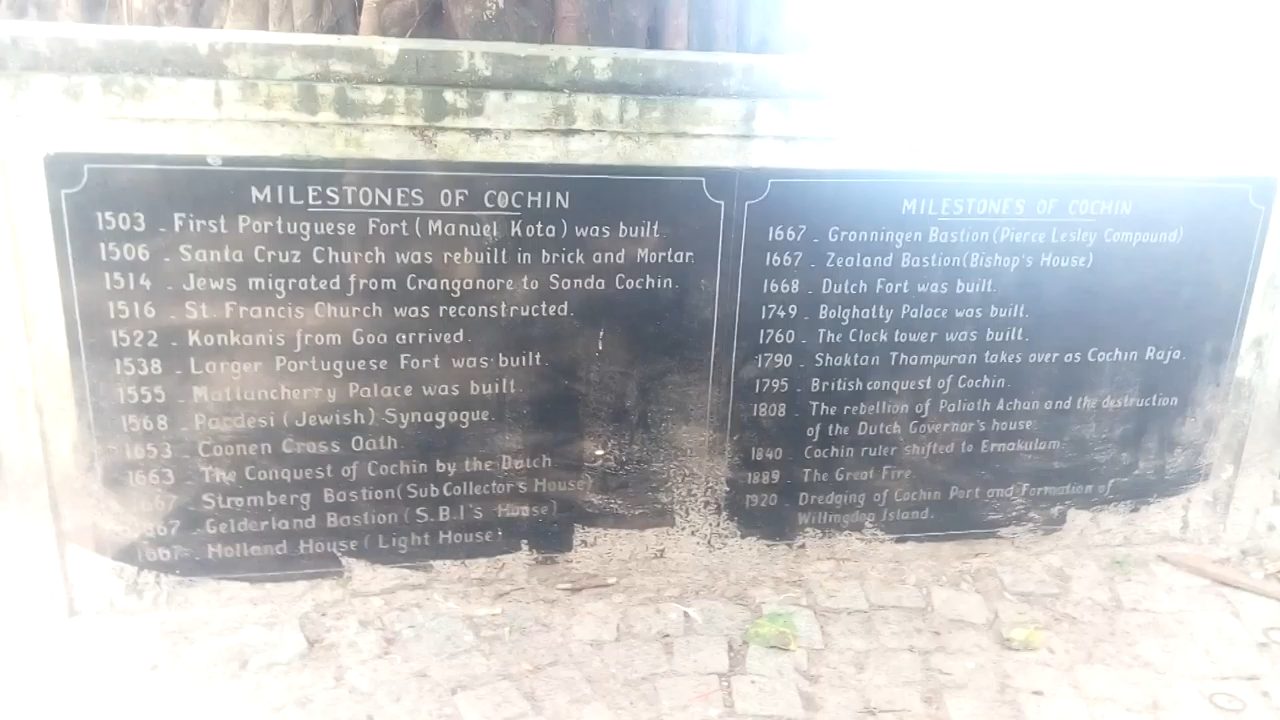 MILESTONES OF COCHIN
1503 - First Portuguese Fort (Manuel Kota) was built.
1506 - Santa Cruz Church was rebuilt in brick and Mortar.
1514 - Jews migrated from Cranganore to Sanda Cochin.
1516 - St. Francis Church was reconstructed.
1522 - Konkanis from Goa arrived.
1538 - Larger Portuguese Fort was built.
1555 - Mattancherry Palace was built.
1568 - Pardesi (Jewish) Synagogue.
1653 - Coonen Cross Oath.
1663 - The Conquest of Cochin by the Dutch
1667 - Stromberg Bastion (Sub Collector's House)
1667 - Gelderland Bastion (S.B.I's House)
1667 - Holland House (Light House)
MILESTONES OF COCHIN
1667 - Gronningen Bastion (Pierce Lesley Compound)
1667 - Zealand Bastion (Bishop's House)
1668 - Dutch Fort was built.
1749 - Bolghatty Palace was built.
1760 - The Clock tower was built.
1790 - Shaktan Thampuran takes over as Cochin Raja.
1795 - British conquest of Cochin.
1808 - The rebellion of Paliath Achan and the destruction
of the Dutch Governor's house.
1840 - Cochin ruler shifted to Ernakulam.
1889 - The Great Fire
1920 Dredging of Cochin Port and Formation of
Willingdon Island.